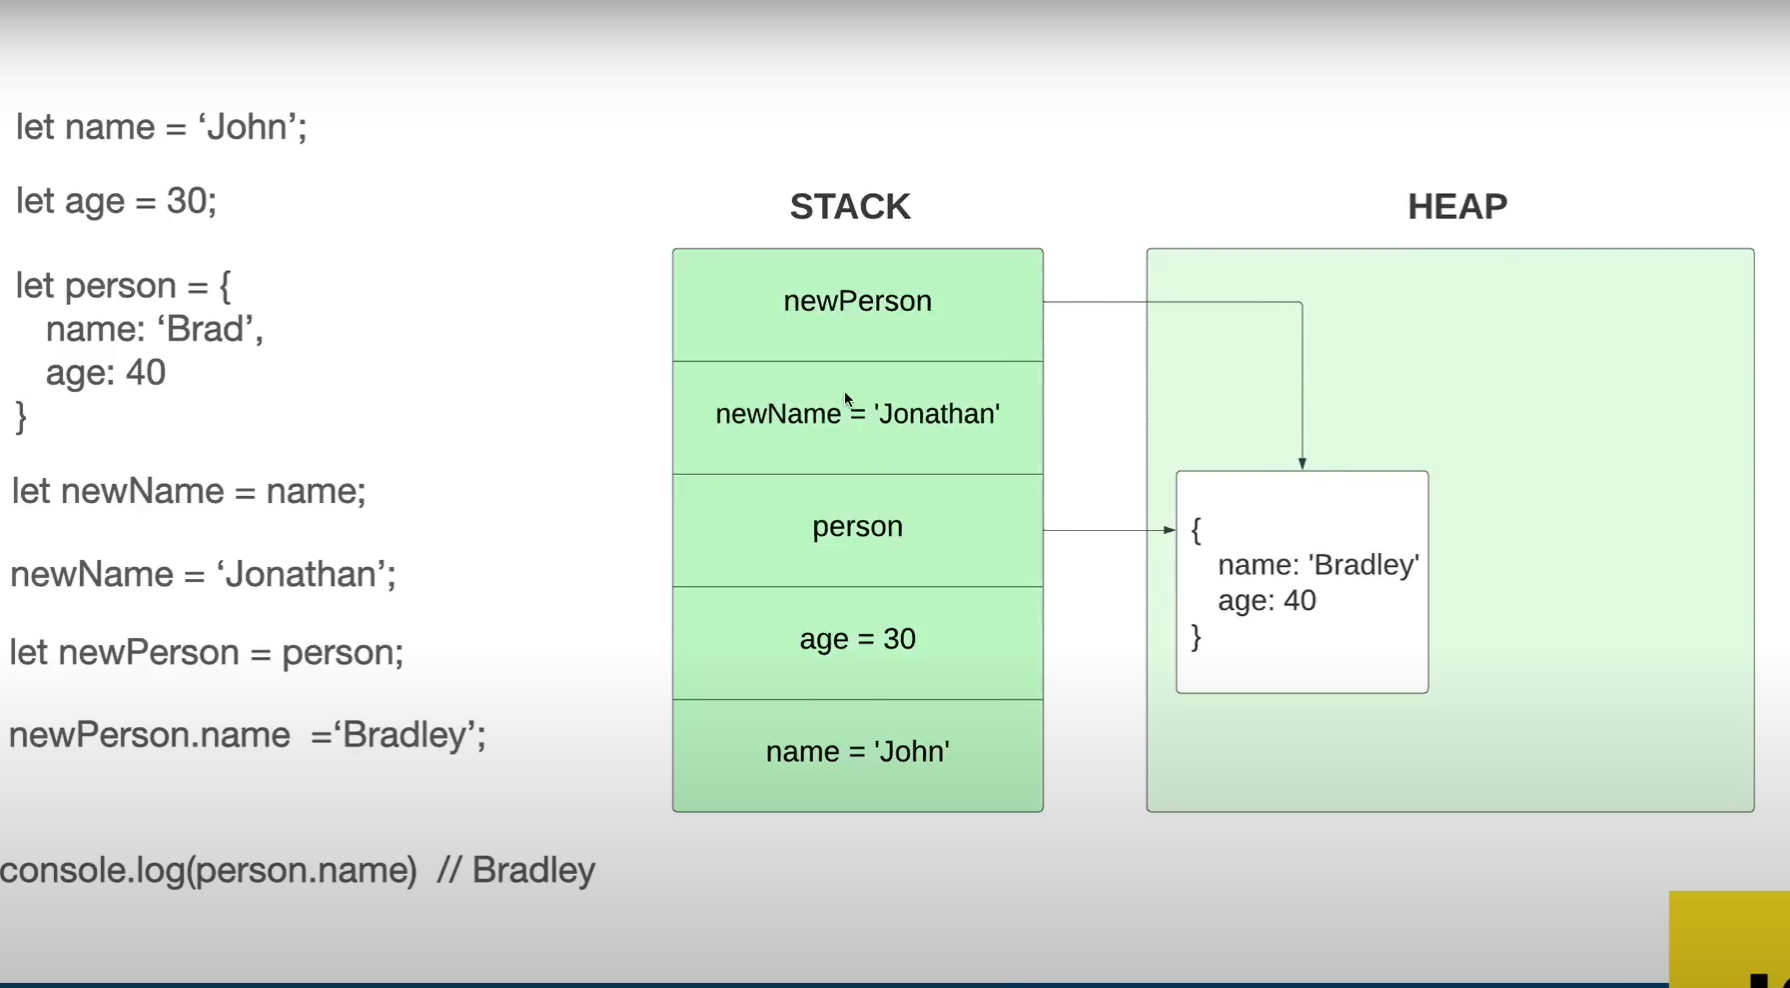 let name = ‘John’;
let age = 30;
let person = {
name: ‘Brad’,
age: 40
}
let newName = name;
newName = ‘Jonathan’;
let newPerson = person;
newPerson.name =‘Bradley’;
console.log(person.name) // Bradley
STACK
newPerson
newName = 'Jonathan'
person
age = 30
name = 'John'
HEAP
{
name: 'Bradley'
age: 40
}